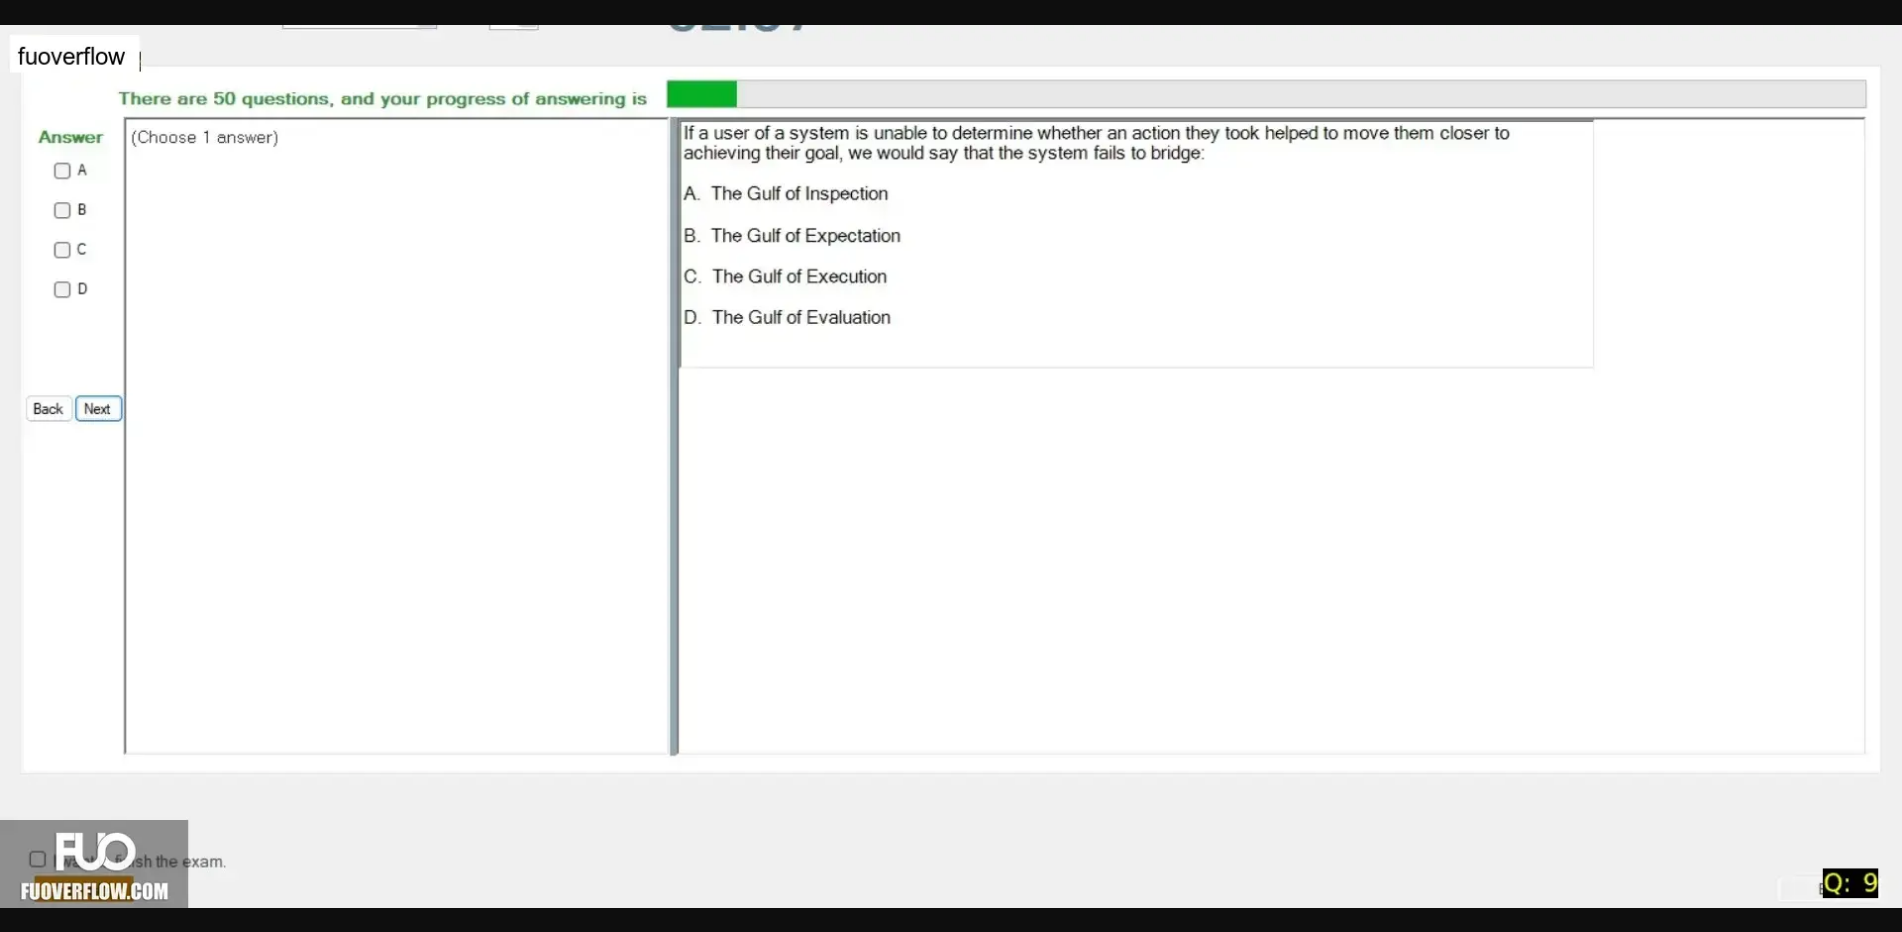 fuoverflow
There are 50 questions, and your progress of answering is
Answer
(Choose 1 answer)
A
B
C
D
Back
Next
If a user of a system is unable to determine whether an action they took helped to move them closer to
achieving their goal, we would say that the system fails to bridge:
A. The Gulf of Inspection
B. The Gulf of Expectation
C. The Gulf of Execution
D. The Gulf of Evaluation
FUO
the exam.
FUOVERFLOW.COM
Q: 9